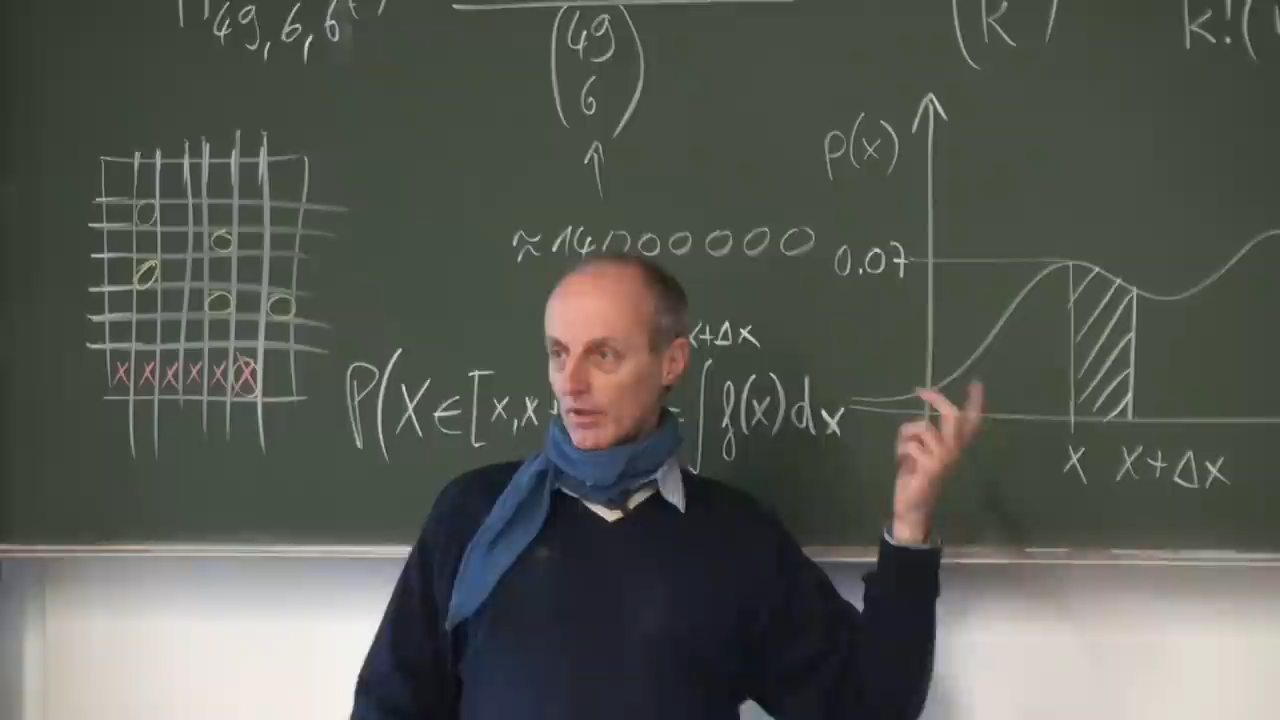 49,6,6
(49
6)
(k) k!(
p(x)
≈14000000
0.07
x+Δx
P(X∈[x,x+ =∫f(x)dx
x x+Δx
x x x x x x